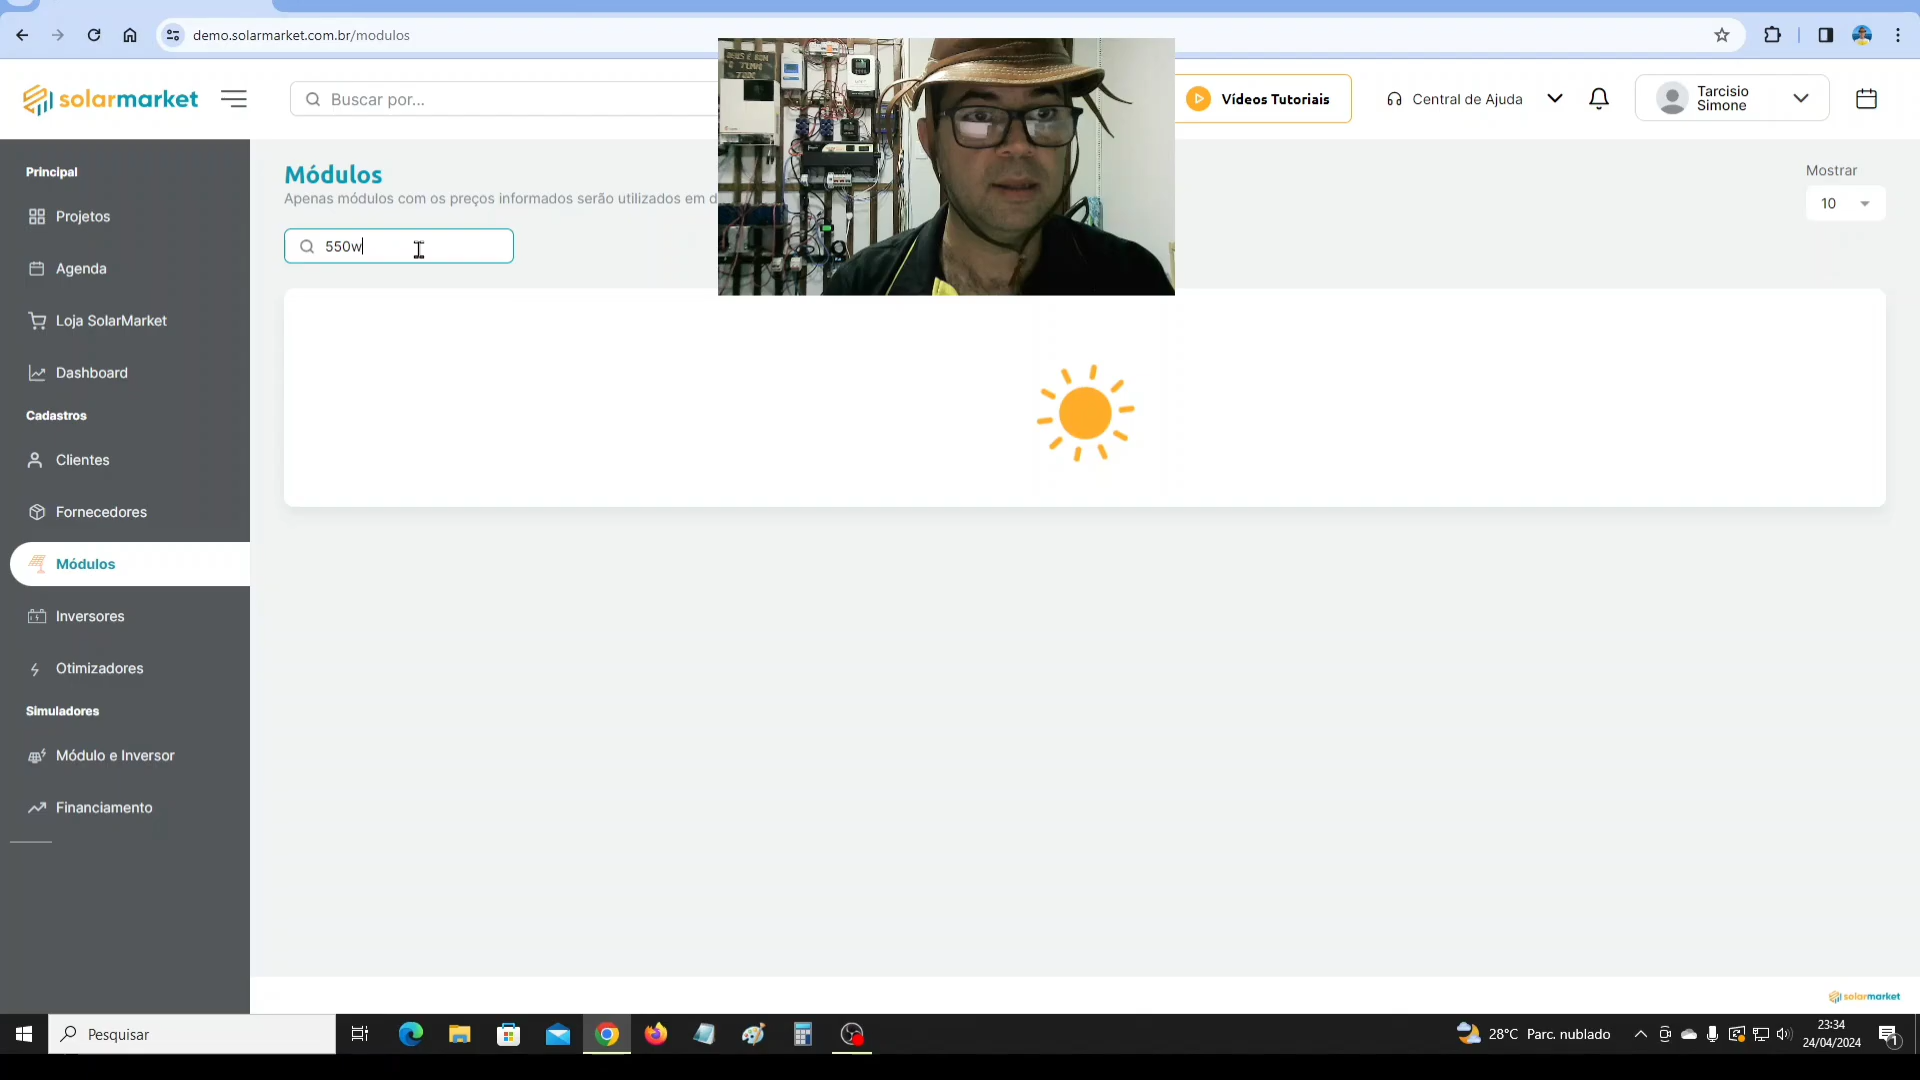 demo.solarmarket.com.br/modulos
solarmarket
Buscar por...
Vídeos Tutoriais
Central de Ajuda
Tarcisio
Simone
Principal
Projetos
Agenda
Loja SolarMarket
Dashboard
Cadastros
Clientes
Fornecedores
Módulos
Inversores
Otimizadores
Simuladores
Módulo e Inversor
Financiamento
Módulos
Apenas módulos com os preços informados serão utilizados em d
550w
Mostrar
10
solarmarket
Pesquisar
28°C Parc. nublado
23:34
24/04/2024
1